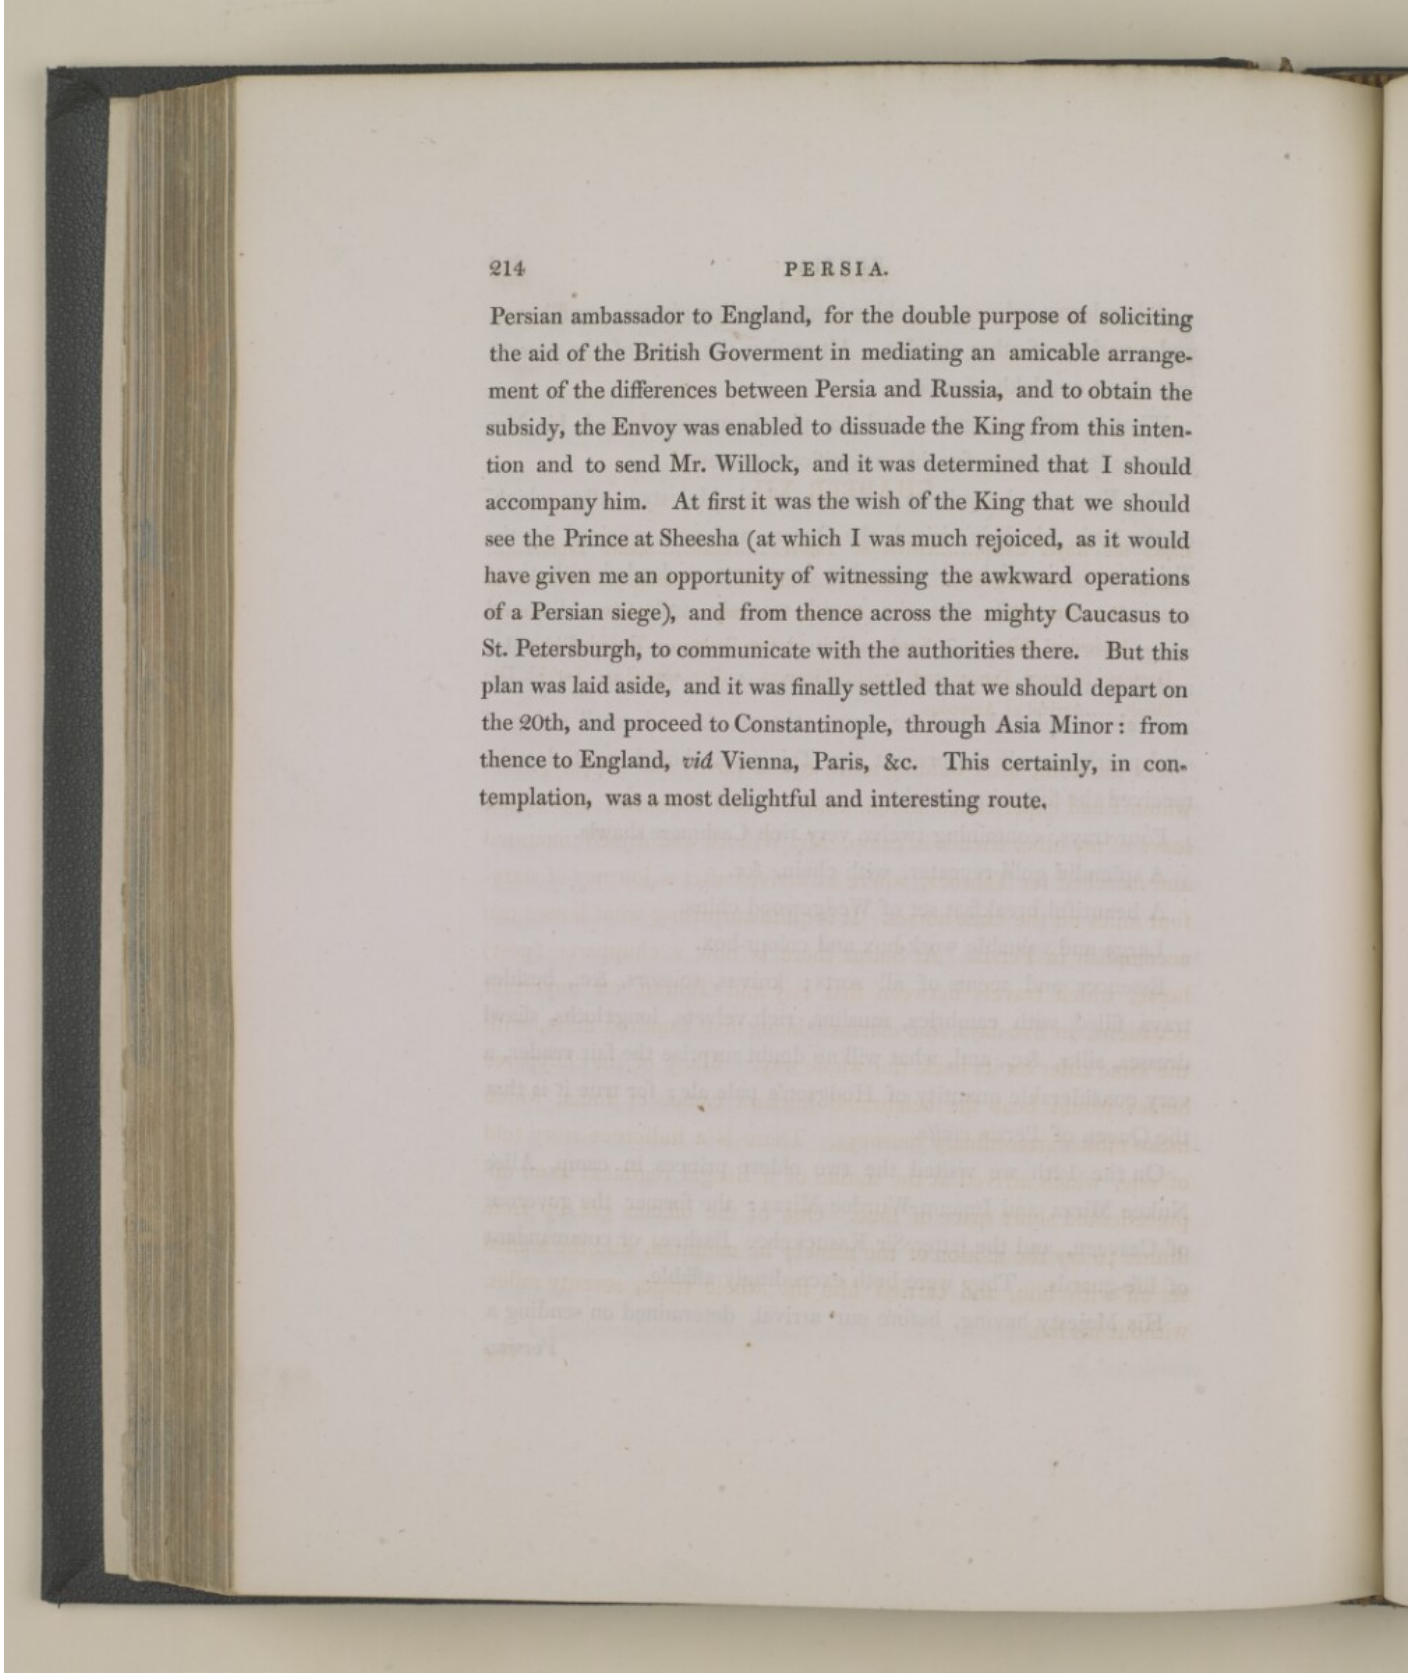 214 PERSIA.
Persian ambassador to England, for the double purpose of soliciting
the aid of the British Goverment in mediating an amicable arrange-
ment of the differences between Persia and Russia, and to obtain the
subsidy, the Envoy was enabled to dissuade the King from this inten-
tion and to send Mr. Willock, and it was determined that I should
accompany him. At first it was the wish of the King that we should
see the Prince at Sheesha (at which I was much rejoiced, as it would
have given me an opportunity of witnessing the awkward operations
of a Persian siege), and from thence across the mighty Caucasus to
St. Petersburgh, to communicate with the authorities there. But this
plan was laid aside, and it was finally settled that we should depart on
the 20th, and proceed to Constantinople, through Asia Minor: from
thence to England, viá Vienna, Paris, &c. This certainly, in con-
templation, was a most delightful and interesting route.